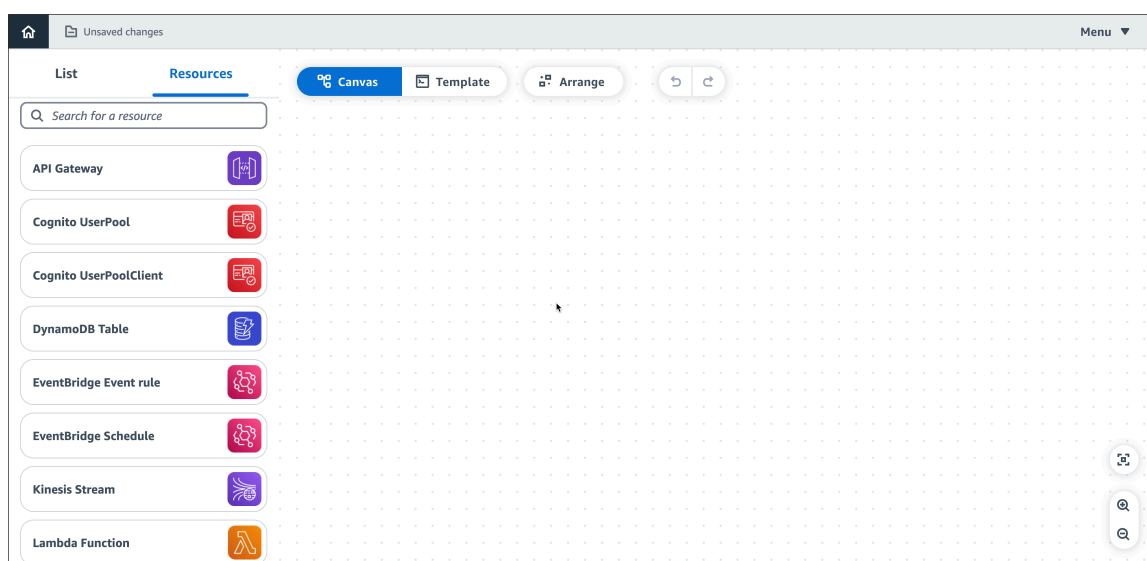 Unsaved changes
Menu
List
Resources
Canvas
Template
Arrange
Search for a resource
API Gateway
Cognito UserPool
Cognito UserPoolClient
DynamoDB Table
EventBridge Event rule
EventBridge Schedule
Kinesis Stream
Lambda Function